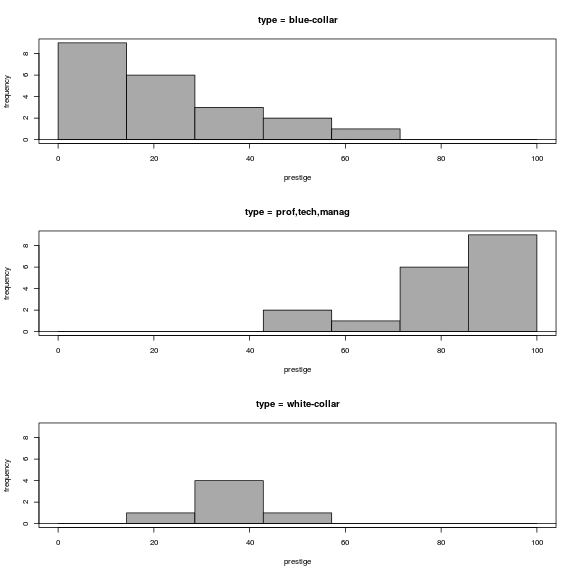 type = blue-collar
frequency
8
6
4
2
0
0 20 40 60 80 100
prestige
type = prof,tech,manag
frequency
8
6
4
2
0
0 20 40 60 80 100
prestige
type = white-collar
frequency
8
6
4
2
0
0 20 40 60 80 100
prestige